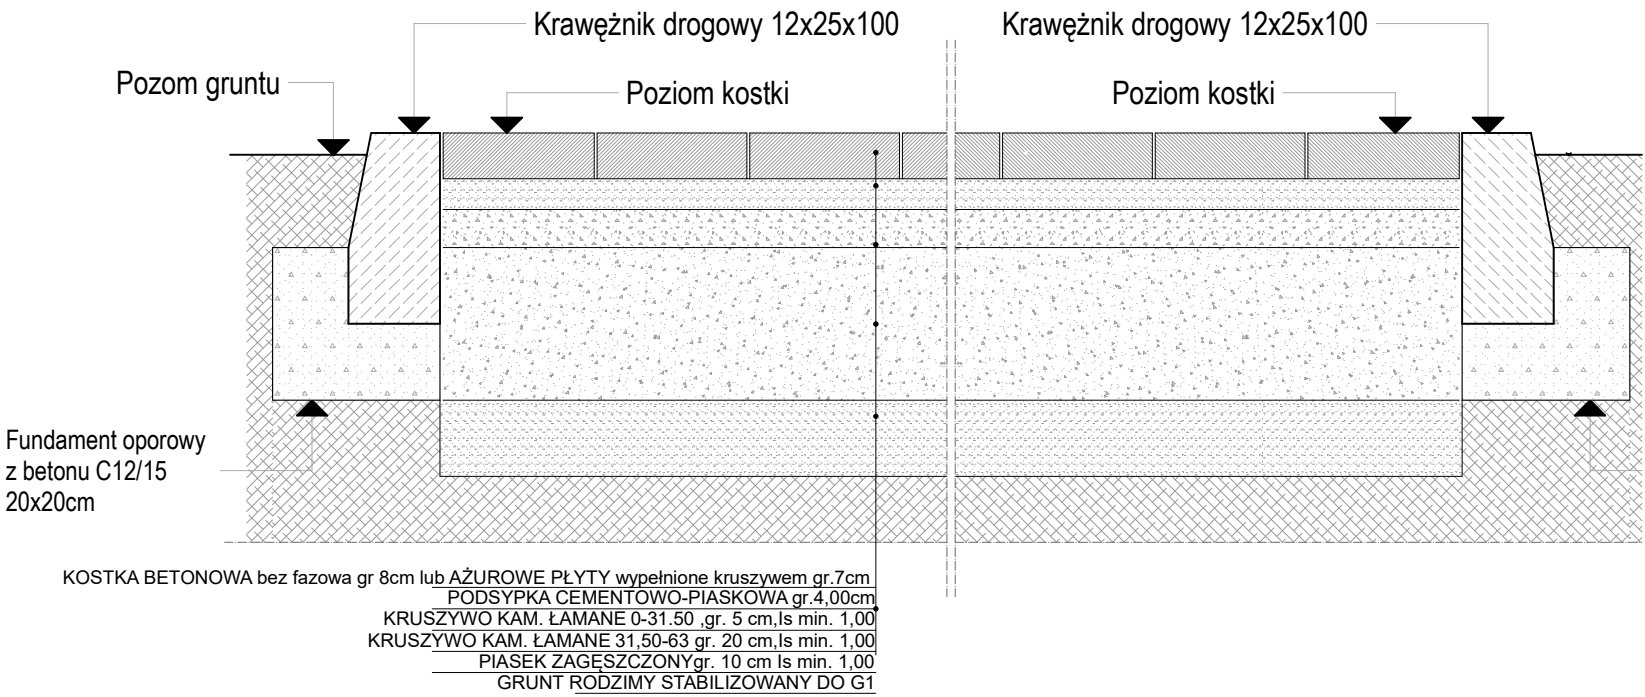 Krawężnik drogowy 12x25x100
Krawężnik drogowy 12x25x100
Pozom gruntu
Poziom kostki
Poziom kostki
Fundament oporowy
z betonu C12/15
20x20cm
KOSTKA BETONOWA bez fazowa gr 8cm lub AŻUROWE PŁYTY wypełnione kruszywem gr.7cm
PODSYPKA CEMENTOWO-PIASKOWA gr.4,00cm
KRUSZYWO KAM. ŁAMANE 0-31.50 ,gr. 5 cm,Is min. 1,00
KRUSZYWO KAM. ŁAMANE 31,50-63 gr. 20 cm,Is min. 1,00
PIASEK ZAGĘSZCZONYgr. 10 cm Is min. 1,00
GRUNT RODZIMY STABILIZOWANY DO G1